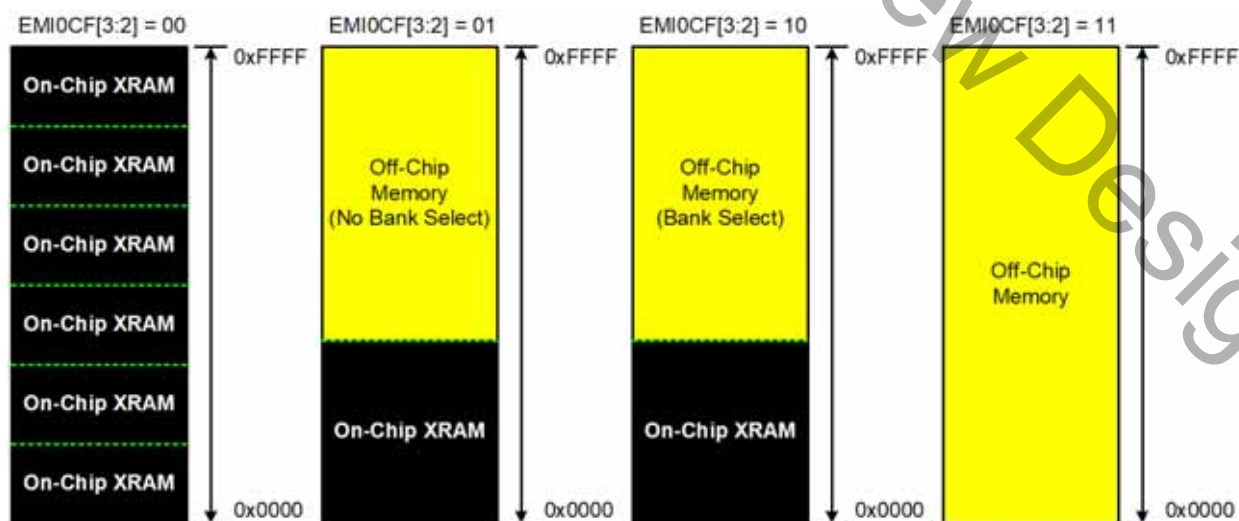 EMI0CF[3:2] = 00
0xFFFF
On-Chip XRAM
On-Chip XRAM
On-Chip XRAM
On-Chip XRAM
On-Chip XRAM
On-Chip XRAM
0x0000
EMI0CF[3:2] = 01
0xFFFF
Off-Chip
Memory
(No Bank Select)
On-Chip XRAM
0x0000
EMI0CF[3:2] = 10
0xFFFF
Off-Chip
Memory
(Bank Select)
On-Chip XRAM
0x0000
EMI0CF[3:2] = 11
0xFFFF
Off-Chip
Memory
0x0000